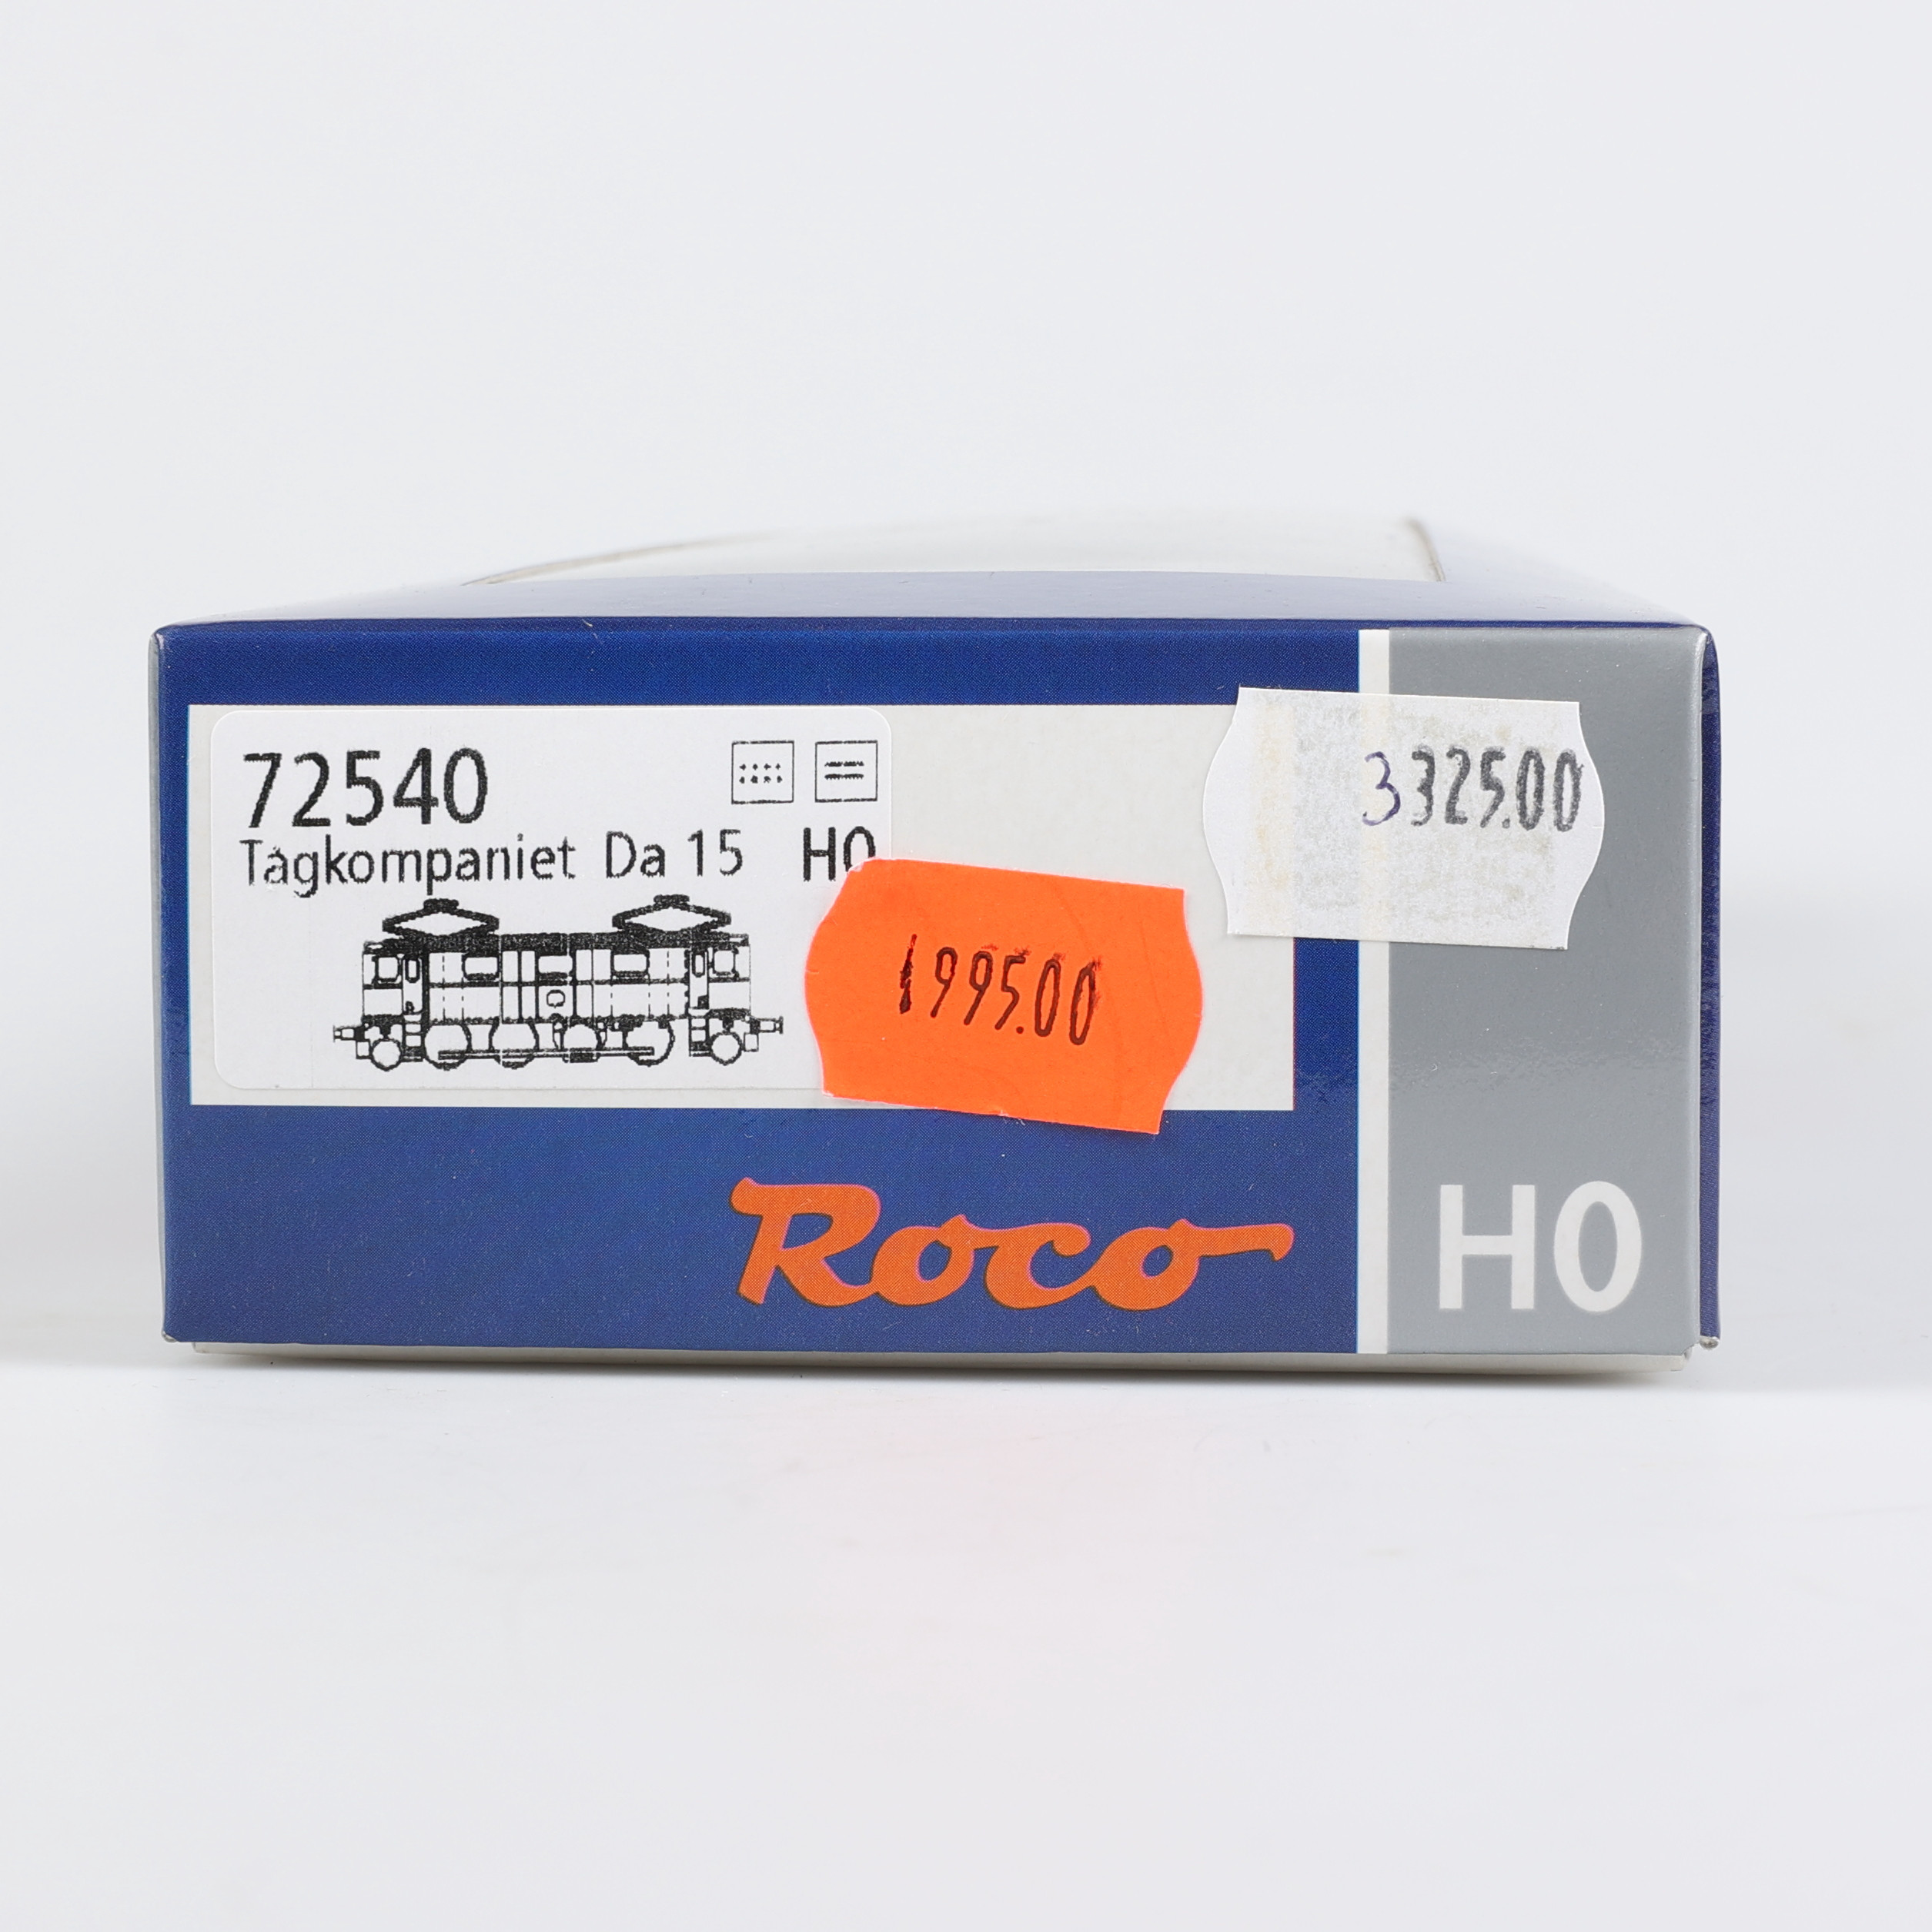 72540
Tågkompaniet Da 15 H0
3325.00
1995.00
Roco
H0